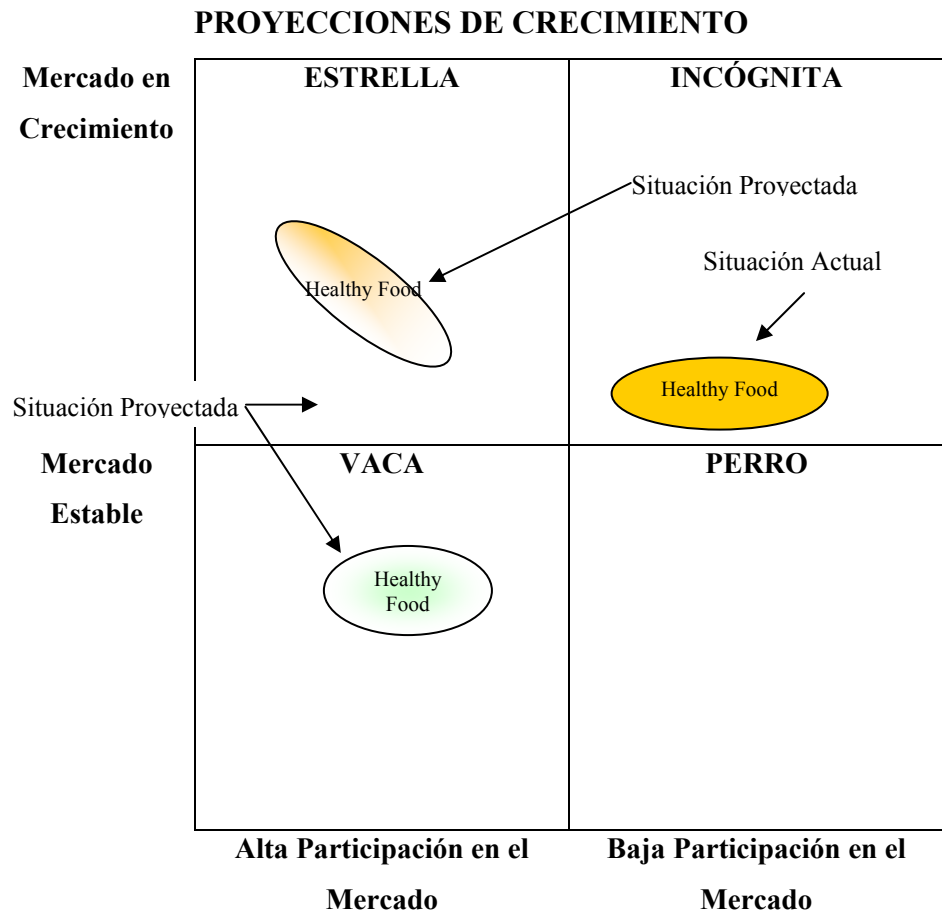 PROYECCIONES DE CRECIMIENTO
Mercado en
Crecimiento
ESTRELLA
INCÓGNITA
Situación Proyectada
Situación Actual
Healthy Food
Healthy Food
Situación Proyectada
Mercado
Estable
VACA
PERRO
Healthy
Food
Alta Participación en el
Mercado
Baja Participación en el
Mercado